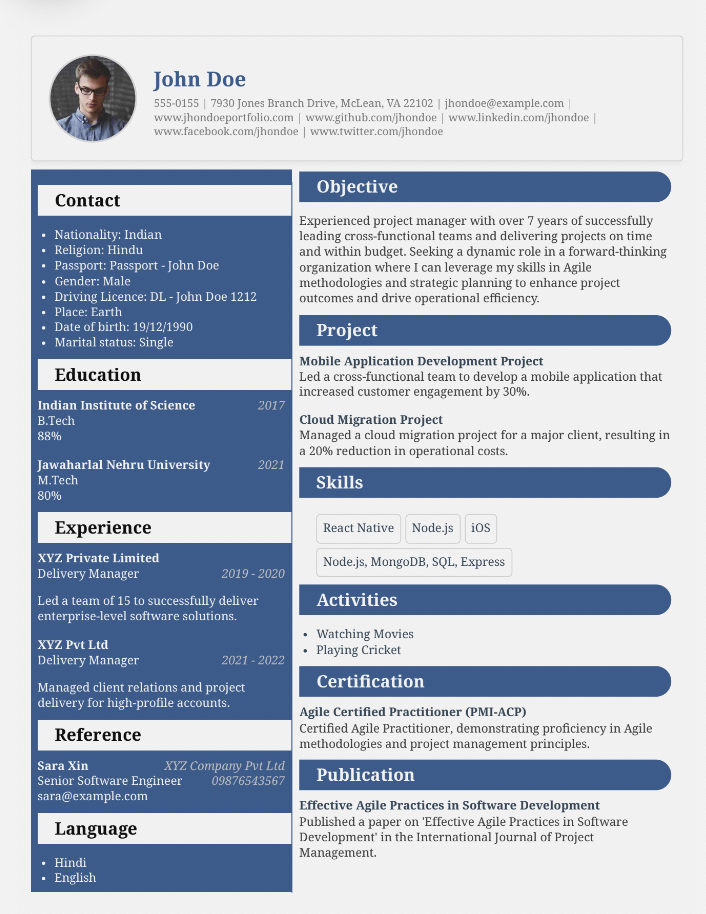 John Doe
555-0155 | 7930 Jones Branch Drive, McLean, VA 22102 | jhondoe@example.com |
www.jhondoeportfolio.com | www.github.com/jhondoe | www.linkedin.com/jhondoe |
www.facebook.com/jhondoe | www.twitter.com/jhondoe
Contact
• Nationality: Indian
• Religion: Hindu
• Passport: Passport - John Doe
• Gender: Male
• Driving Licence: DL - John Doe 1212
• Place: Earth
• Date of birth: 19/12/1990
• Marital status: Single
Education
Indian Institute of Science 2017
B.Tech
88%
Jawaharlal Nehru University 2021
M.Tech
80%
Experience
XYZ Private Limited
Delivery Manager 2019 - 2020
Led a team of 15 to successfully deliver
enterprise-level software solutions.
XYZ Pvt Ltd
Delivery Manager 2021 - 2022
Managed client relations and project
delivery for high-profile accounts.
Reference
Sara Xin XYZ Company Pvt Ltd
Senior Software Engineer 09876543567
sara@example.com
Language
• Hindi
• English
Objective
Experienced project manager with over 7 years of successfully
leading cross-functional teams and delivering projects on time
and within budget. Seeking a dynamic role in a forward-thinking
organization where I can leverage my skills in Agile
methodologies and strategic planning to enhance project
outcomes and drive operational efficiency.
Project
Mobile Application Development Project
Led a cross-functional team to develop a mobile application that
increased customer engagement by 30%.
Cloud Migration Project
Managed a cloud migration project for a major client, resulting in
a 20% reduction in operational costs.
Skills
React Native Node.js iOS
Node.js, MongoDB, SQL, Express
Activities
• Watching Movies
• Playing Cricket
Certification
Agile Certified Practitioner (PMI-ACP)
Certified Agile Practitioner, demonstrating proficiency in Agile
methodologies and project management principles.
Publication
Effective Agile Practices in Software Development
Published a paper on 'Effective Agile Practices in Software
Development' in the International Journal of Project
Management.